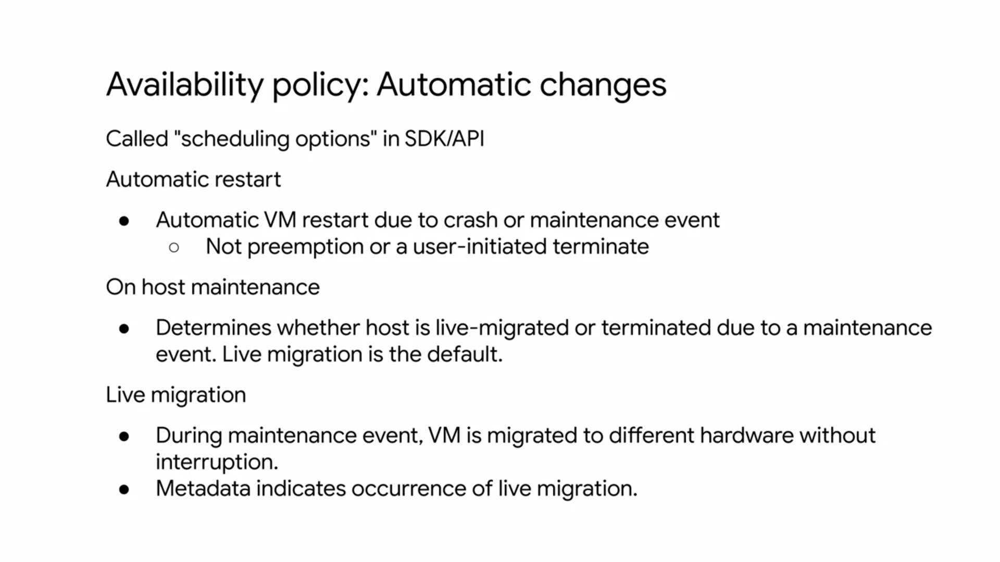 Availability policy: Automatic changes
Called "scheduling options" in SDK/API
Automatic restart
● Automatic VM restart due to crash or maintenance event
○ Not preemption or a user-initiated terminate
On host maintenance
● Determines whether host is live-migrated or terminated due to a maintenance
event. Live migration is the default.
Live migration
● During maintenance event, VM is migrated to different hardware without
interruption.
● Metadata indicates occurrence of live migration.